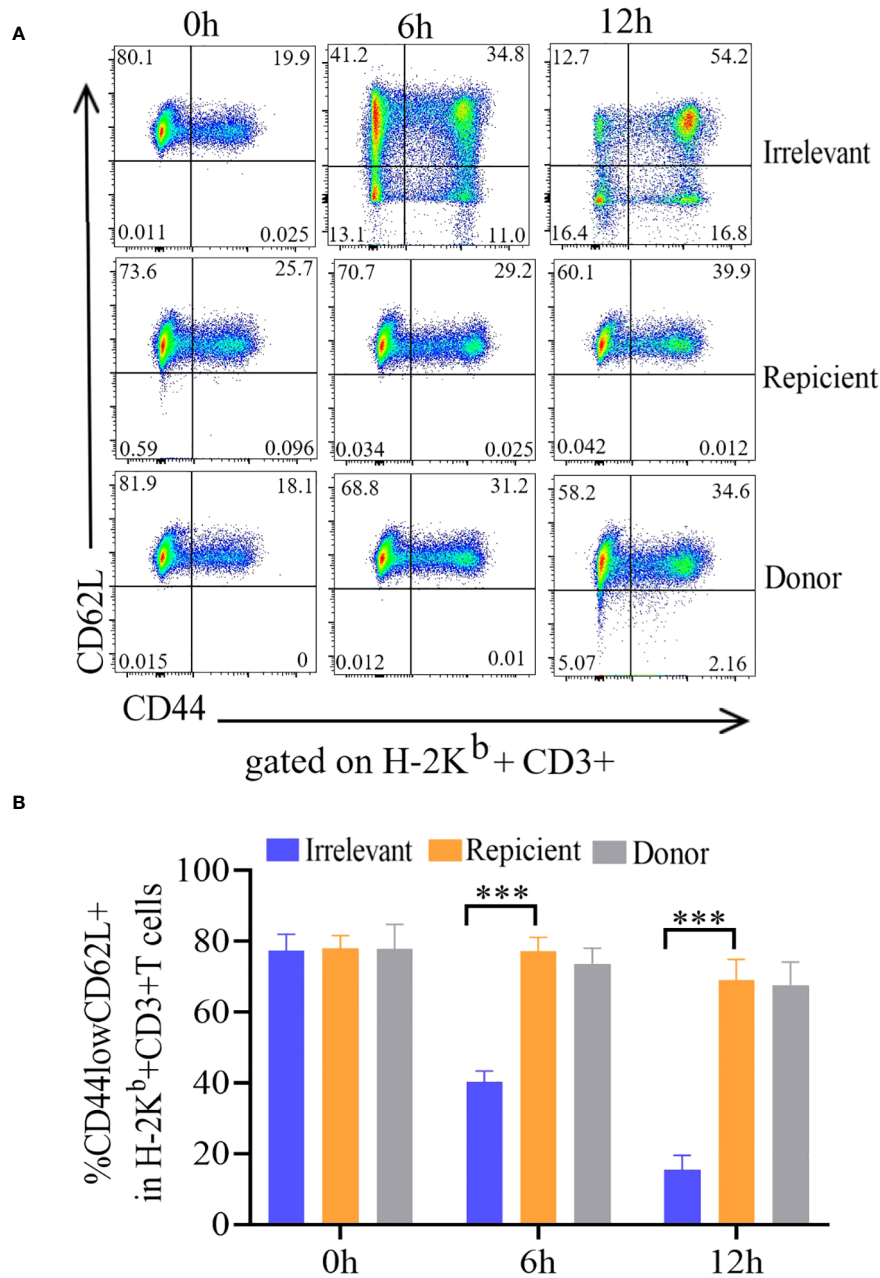 A
0h 6h 12h
80.1 19.9 41.2 34.8 12.7 54.2
Irrelevant
0.011 0.025 13.1 11.0 16.4 16.8
73.6 25.7 70.7 29.2 60.1 39.9
Repicient
0.59 0.096 0.034 0.025 0.042 0.012
81.9 18.1 68.8 31.2 58.2 34.6
Donor
0.015 0 0.012 0.01 5.07 2.16
CD62L
CD44
gated on H-2Kᵇ+ CD3+
B
Irrelevant Repicient Donor
%CD44lowCD62L+
in H-2Kᵇ+CD3+T cells
100
80
60
40
20
0
*** ***
0h 6h 12h